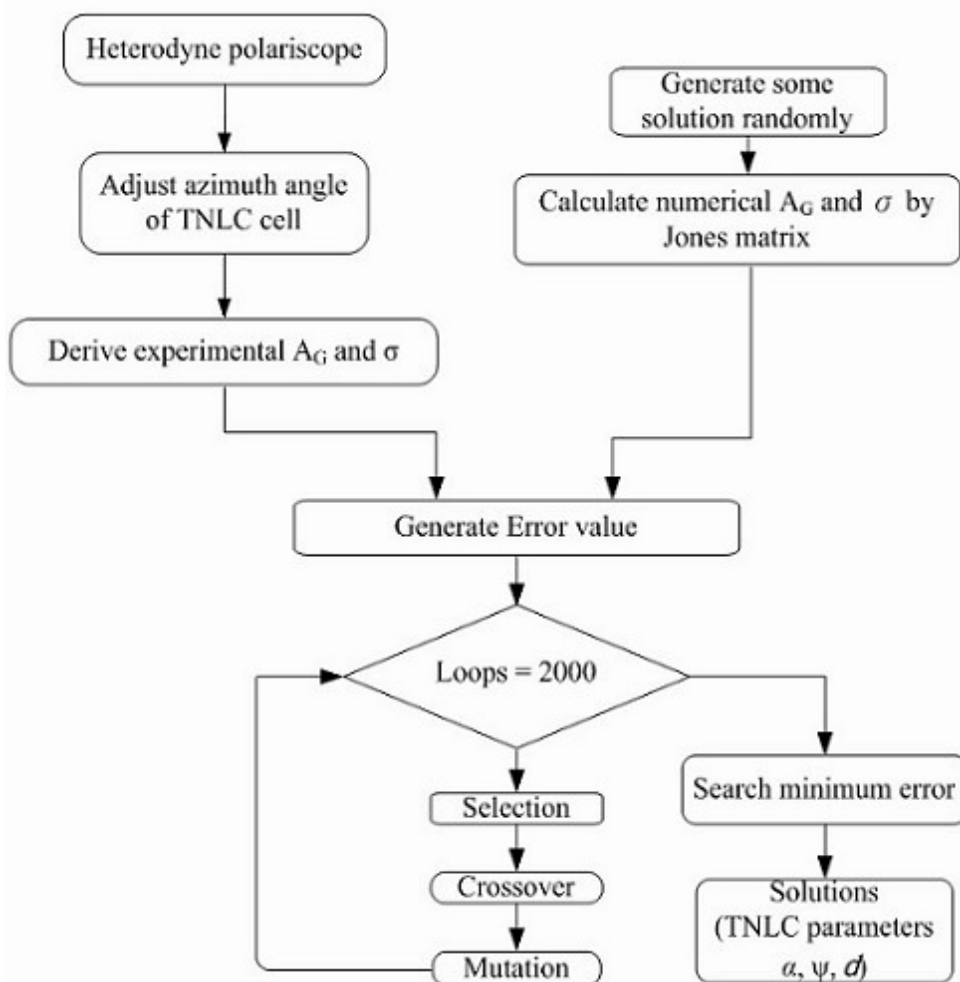 Heterodyne polariscope
Adjust azimuth angle
of TNLC cell
Derive experimental A_G and σ
Generate some
solution randomly
Calculate numerical A_G and σ by
Jones matrix
Generate Error value
Loops = 2000
Selection
Crossover
Mutation
Search minimum error
Solutions
(TNLC parameters
α, ψ, d)